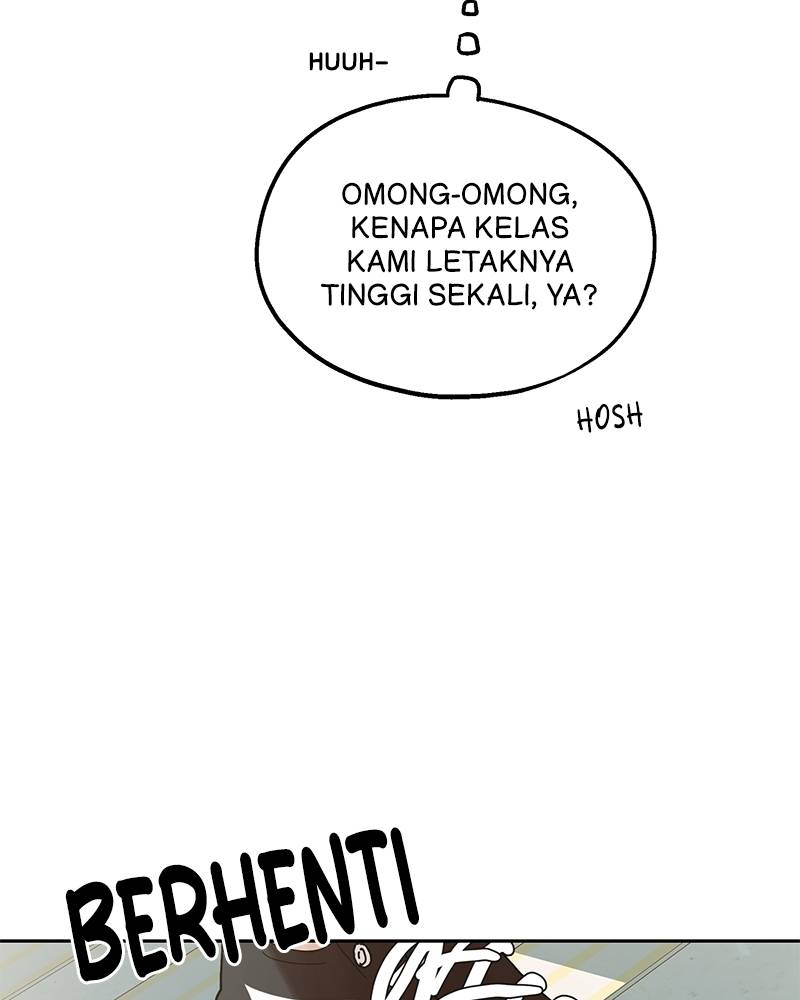 HUUH-
OMONG-OMONG,
KENAPA KELAS
KAMI LETAKNYA
TINGGI SEKALI, YA?
HOSH
BERHENTI